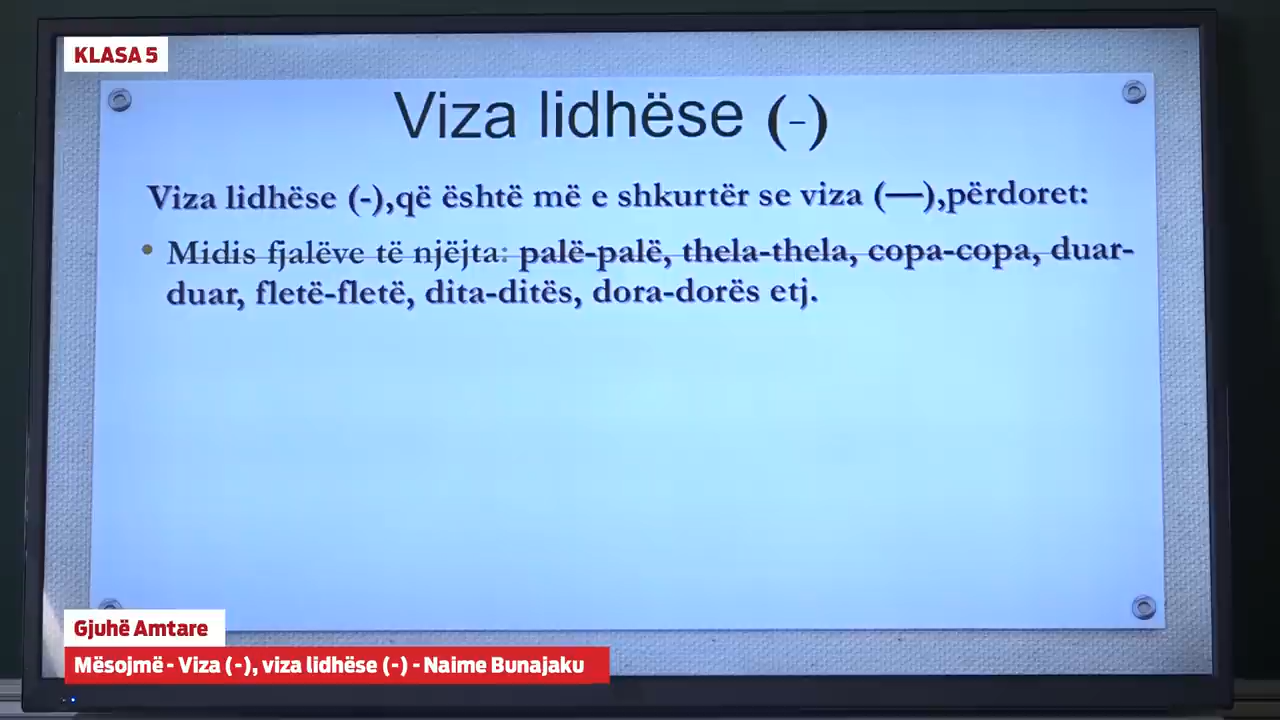 KLASA 5
Viza lidhëse (-)
Viza lidhëse (-),që është më e shkurtër se viza (—),përdoret:
• Midis fjalëve të njëjta: palë-palë, thela-thela, copa-copa, duar-
duar, fletë-fletë, dita-ditës, dora-dorës etj.
Gjuhë Amtare
Mësojmë - Viza (-), viza lidhëse (-) - Naime Bunajaku